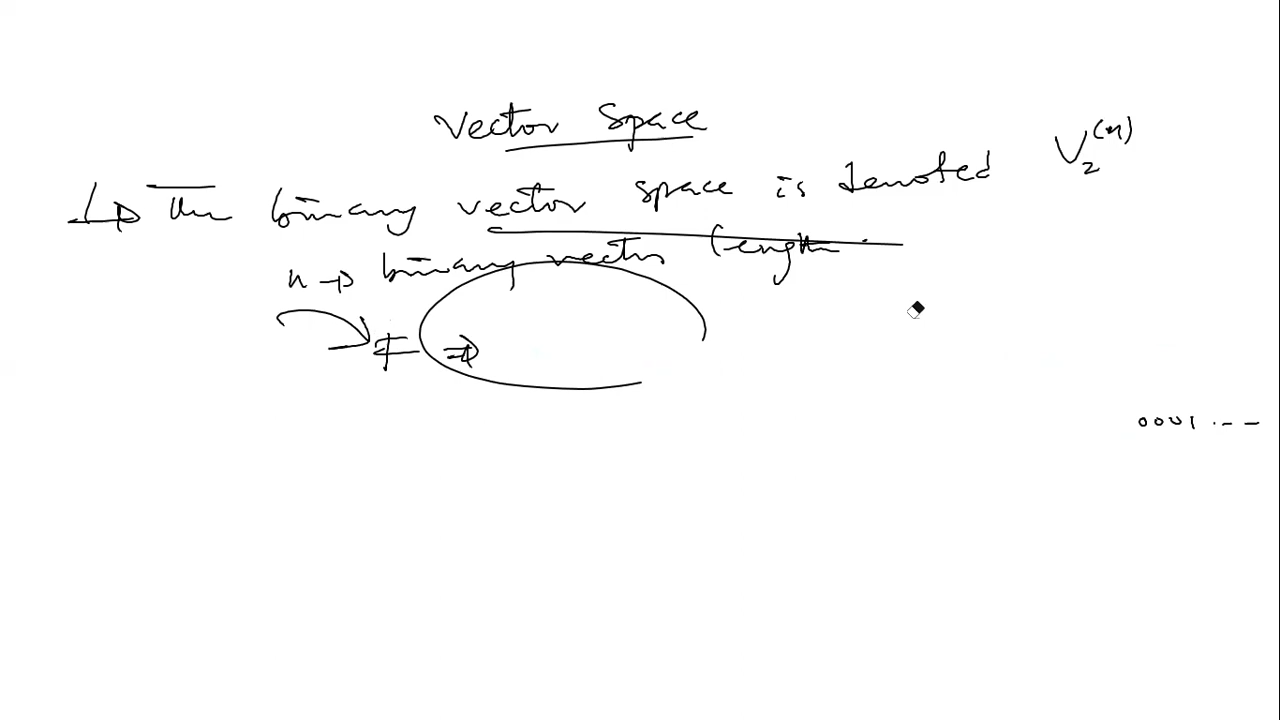 Vector Space
The binary vector space is denoted V₂⁽ⁿ⁾
n → binary vector length
F ⇒
0001 . - -